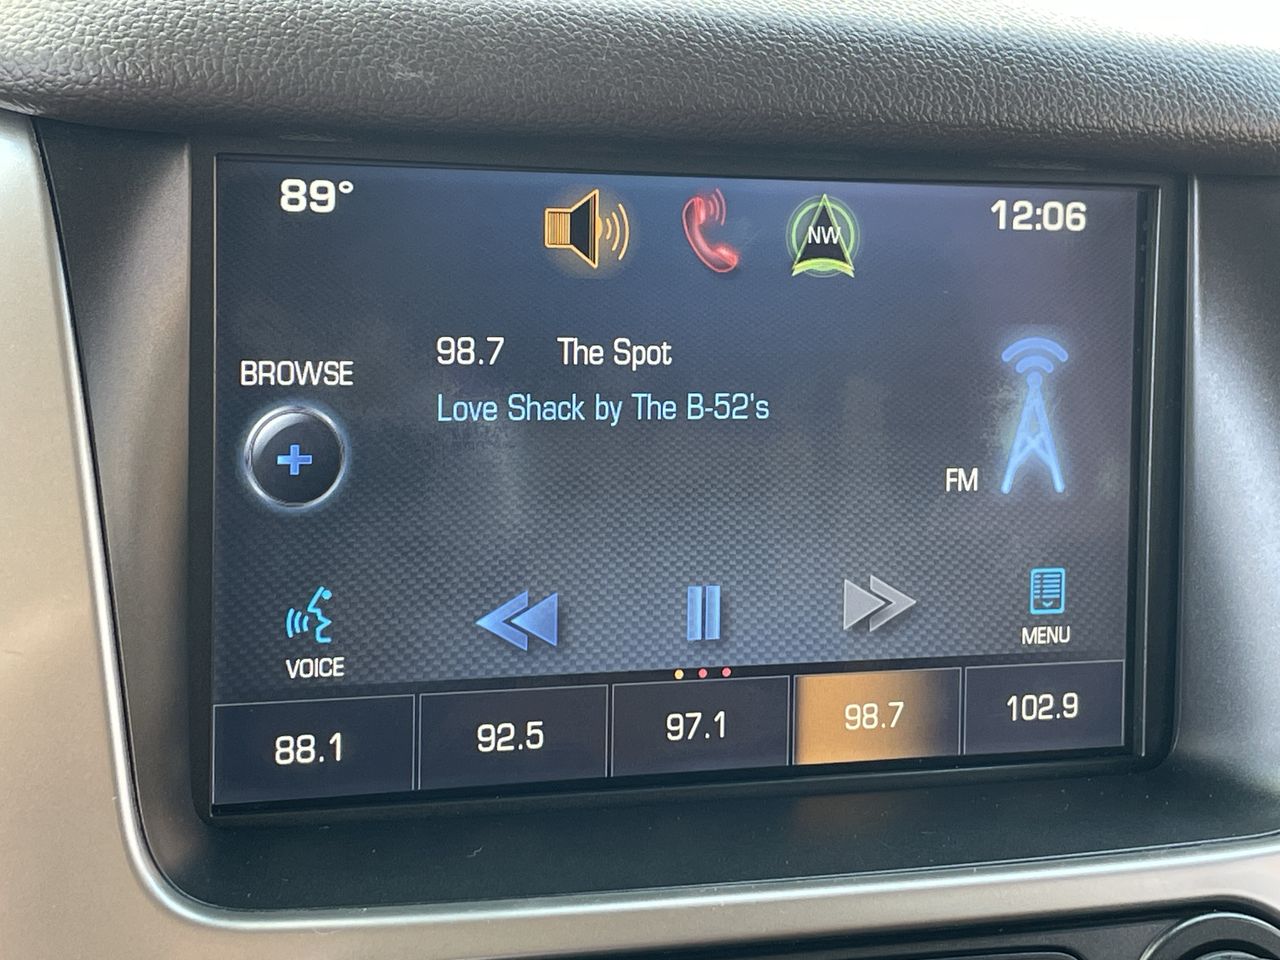 89°
NW
12:06
98.7 The Spot
BROWSE
Love Shack by The B-52's
FM
VOICE
MENU
88.1
92.5
97.1
98.7
102.9